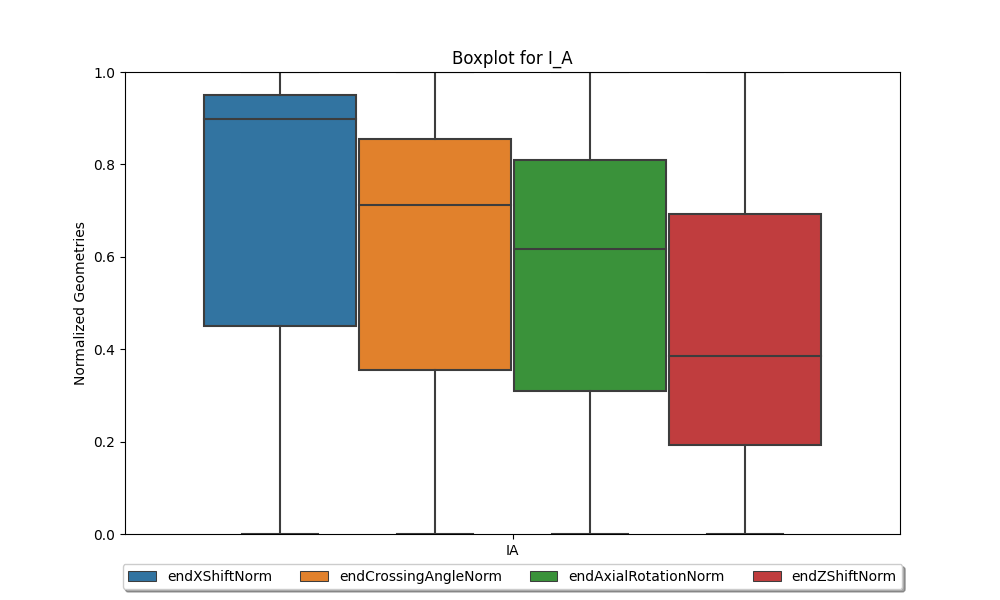 Boxplot for I_A
1.0
0.8
0.6
0.4
0.2
0.0
Normalized Geometries
IA
endXShiftNorm endCrossingAngleNorm endAxialRotationNorm endZShiftNorm